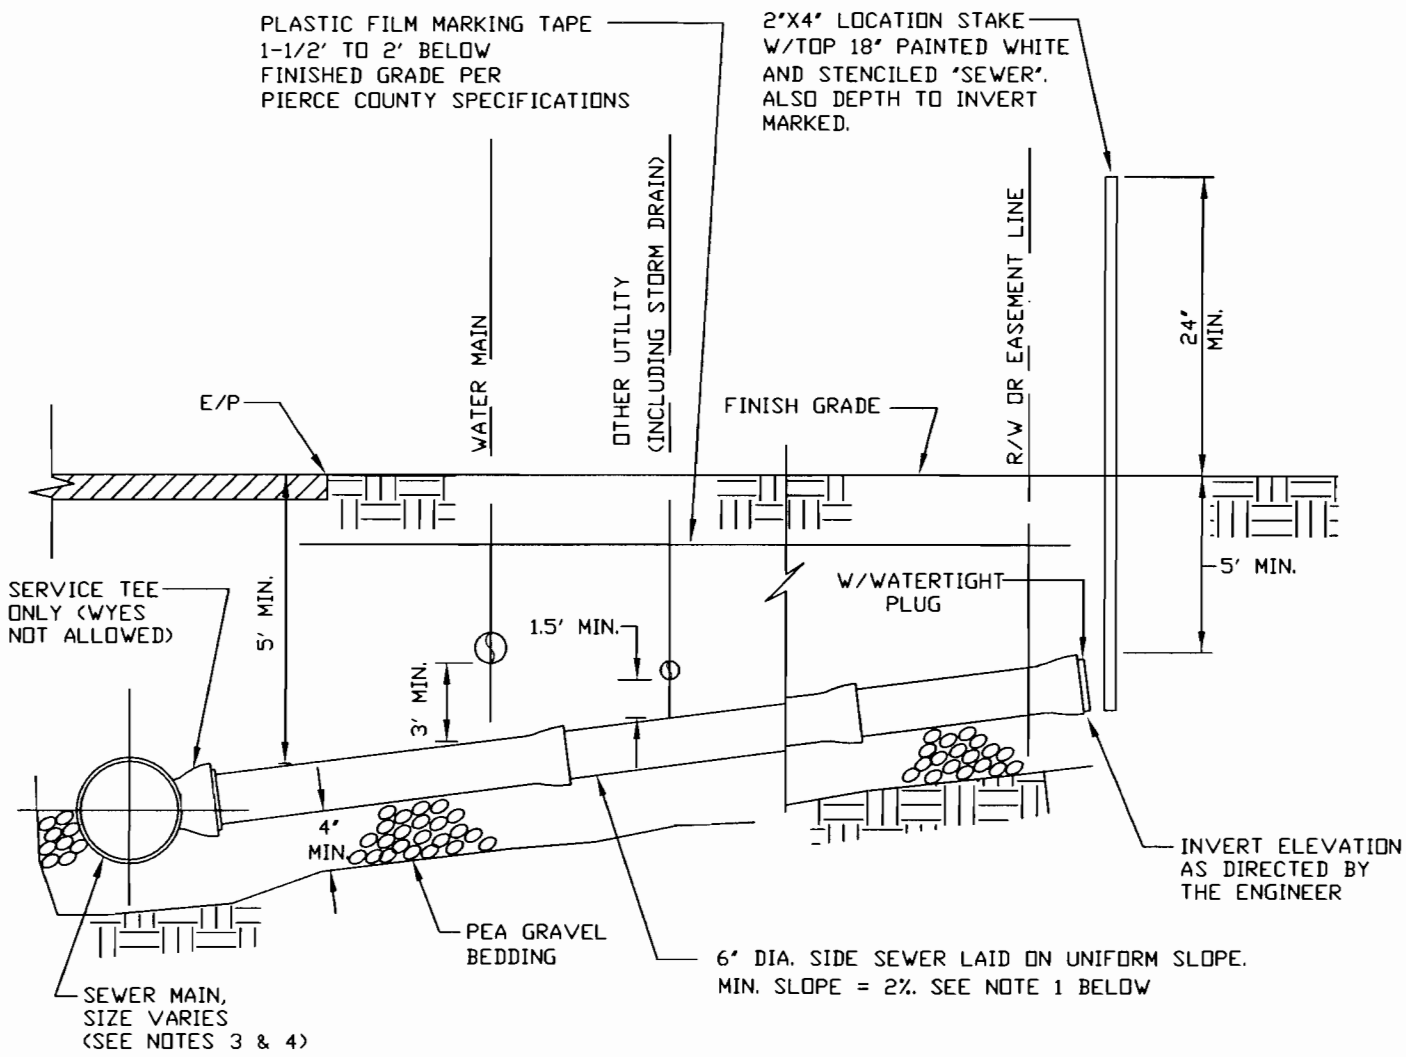 PLASTIC FILM MARKING TAPE
1-1/2' TO 2' BELOW
FINISHED GRADE PER
PIERCE COUNTY SPECIFICATIONS
2"X4" LOCATION STAKE
W/TOP 18" PAINTED WHITE
AND STENCILED "SEWER".
ALSO DEPTH TO INVERT
MARKED.
WATER MAIN
OTHER UTILITY
(INCLUDING STORM DRAIN)
R/W OR EASEMENT LINE
24"
MIN.
E/P
FINISH GRADE
SERVICE TEE
ONLY (WYES
NOT ALLOWED)
5' MIN.
3' MIN.
1.5' MIN.
W/WATERTIGHT
PLUG
5' MIN.
4"
MIN.
INVERT ELEVATION
AS DIRECTED BY
THE ENGINEER
PEA GRAVEL
BEDDING
6" DIA. SIDE SEWER LAID ON UNIFORM SLOPE.
MIN. SLOPE = 2%. SEE NOTE 1 BELOW
SEWER MAIN,
SIZE VARIES
(SEE NOTES 3 & 4)